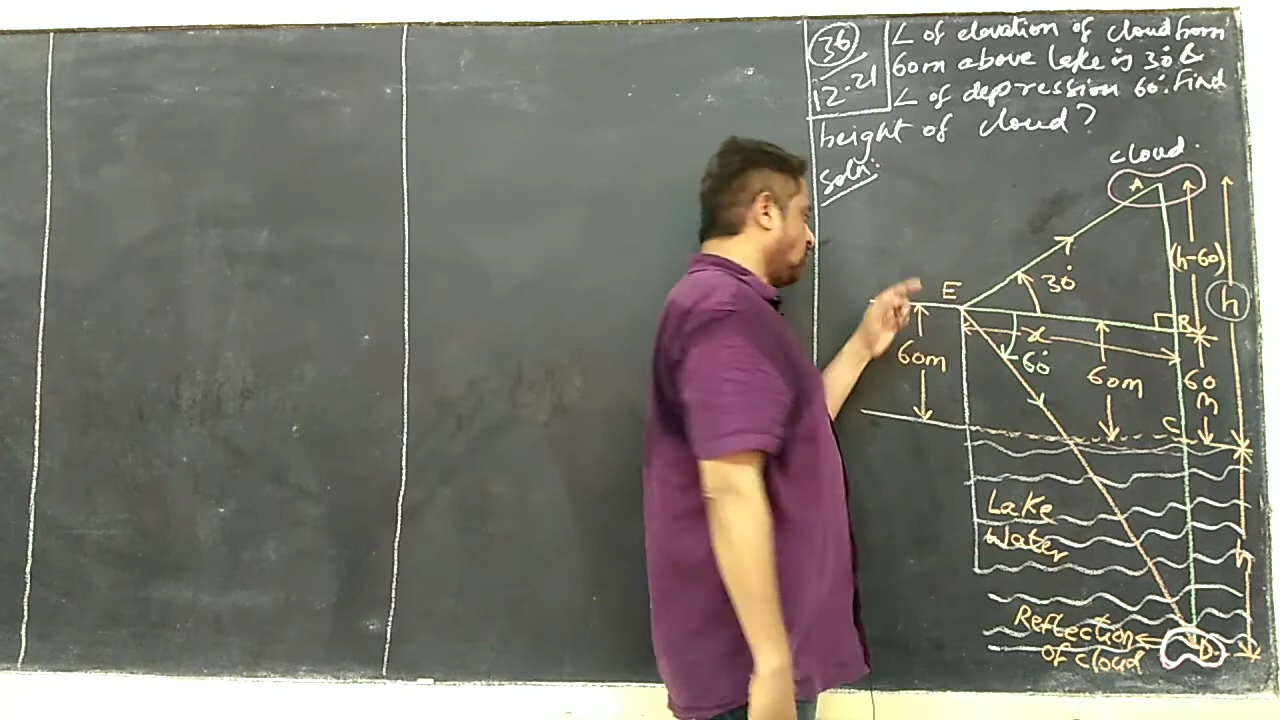 36
12.21
∠ of elevation of cloud from
60m above lake is 30° &
∠ of depression 60°. Find
height of cloud?
Soln:
cloud.
A
(h-60)
30°
E
h
B
x
60°
60m
60m
60
m
C
Lake
Water
h
Reflection
of cloud
D